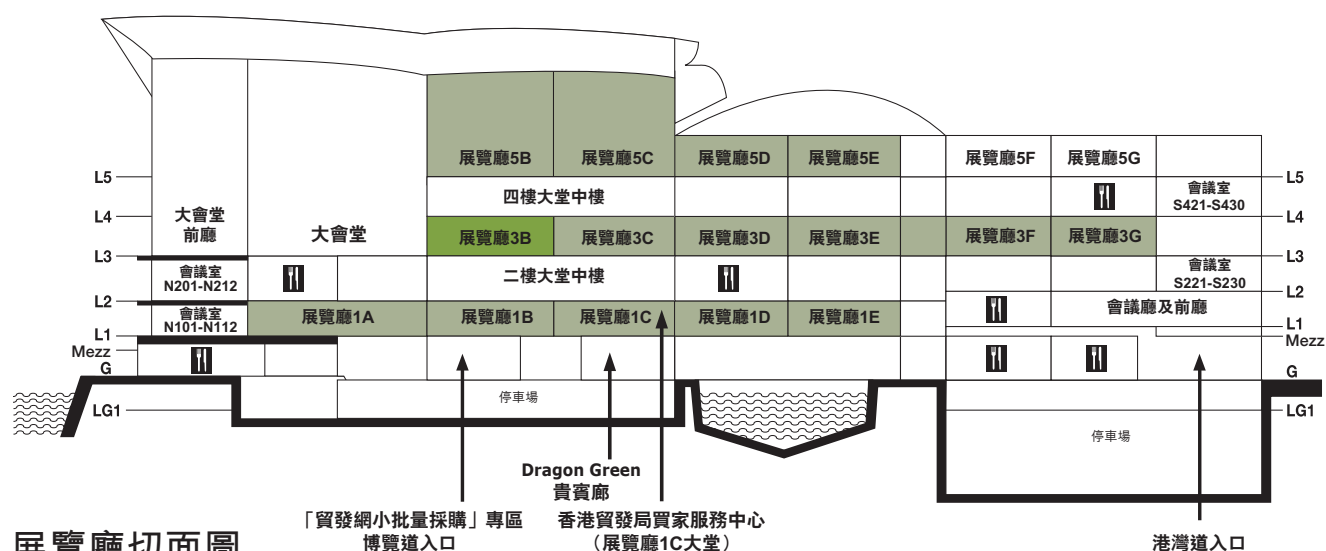 展覽廳5B
展覽廳5C
展覽廳5D
展覽廳5E
展覽廳5F
展覽廳5G
L5
四樓大堂中樓
會議室
S421-S430
L5
L4
大會堂
前廳
大會堂
展覽廳3B
展覽廳3C
展覽廳3D
展覽廳3E
展覽廳3F
展覽廳3G
L4
L3
會議室
N201-N212
二樓大堂中樓
會議室
S221-S230
L3
L2
會議室
N101-N112
展覽廳1A
展覽廳1B
展覽廳1C
展覽廳1D
展覽廳1E
會議廳及前廳
L2
L1
L1
Mezz
Mezz
G
G
停車場
LG1
LG1
停車場
Dragon Green
貴賓廊
「貿發網小批量採購」專區
博覽道入口
香港貿發局買家服務中心
（展覽廳1C大堂）
港灣道入口
展覽廳切面圖